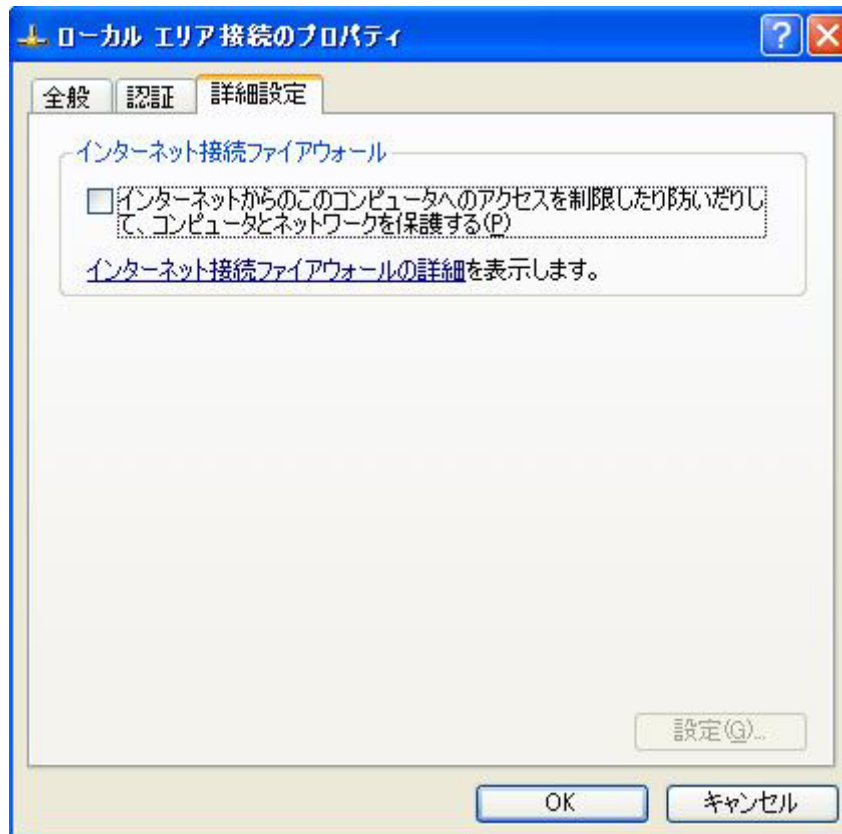 ローカル エリア接続のプロパティ
全般 認証 詳細設定
インターネット接続ファイアウォール
インターネットからのこのコンピュータへのアクセスを制限したり防いだりし
て、コンピュータとネットワークを保護する(P)
インターネット接続ファイアウォールの詳細を表示します。
設定(G)...
OK キャンセル